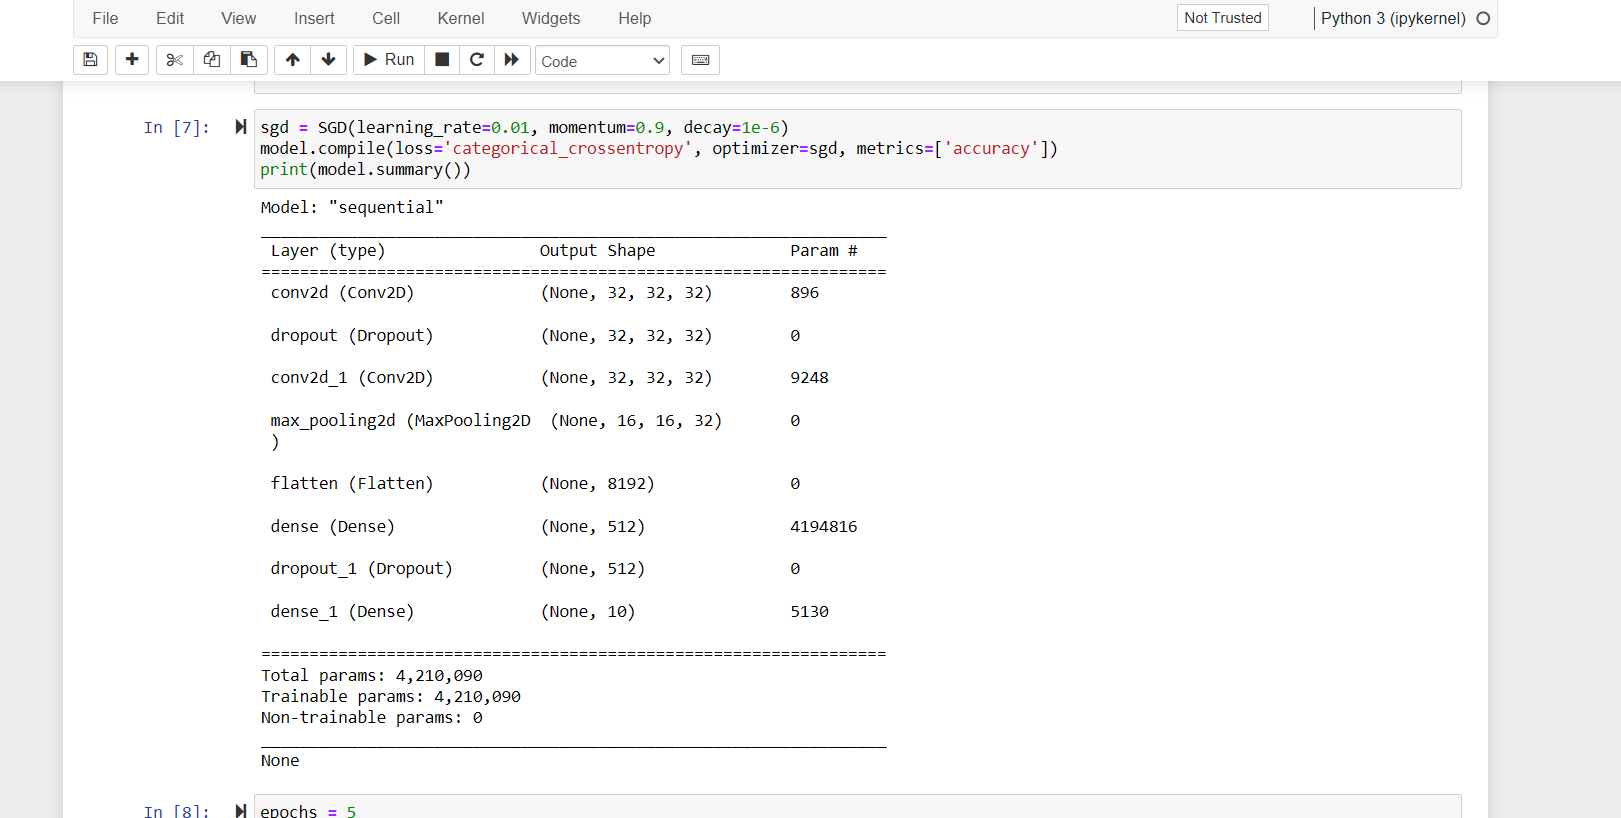 File Edit View Insert Cell Kernel Widgets Help Not Trusted Python 3 (ipykernel)
Run Code
In [7]: sgd = SGD(learning_rate=0.01, momentum=0.9, decay=1e-6)
model.compile(loss='categorical_crossentropy', optimizer=sgd, metrics=['accuracy'])
print(model.summary())
Model: "sequential"
_________________________________________________________________
Layer (type) Output Shape Param #
=================================================================
conv2d (Conv2D) (None, 32, 32, 32) 896
dropout (Dropout) (None, 32, 32, 32) 0
conv2d_1 (Conv2D) (None, 32, 32, 32) 9248
max_pooling2d (MaxPooling2D (None, 16, 16, 32) 0
)
flatten (Flatten) (None, 8192) 0
dense (Dense) (None, 512) 4194816
dropout_1 (Dropout) (None, 512) 0
dense_1 (Dense) (None, 10) 5130
=================================================================
Total params: 4,210,090
Trainable params: 4,210,090
Non-trainable params: 0
_________________________________________________________________
None
In [8]: epochs = 5